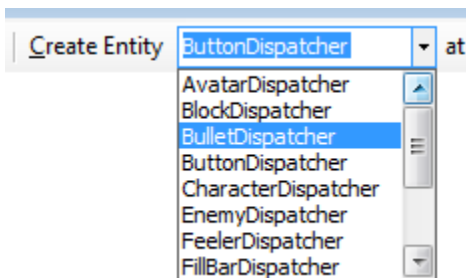 Create Entity ButtonDispatcher at
AvatarDispatcher
BlockDispatcher
BulletDispatcher
ButtonDispatcher
CharacterDispatcher
EnemyDispatcher
FeelerDispatcher
FillBarDispatcher